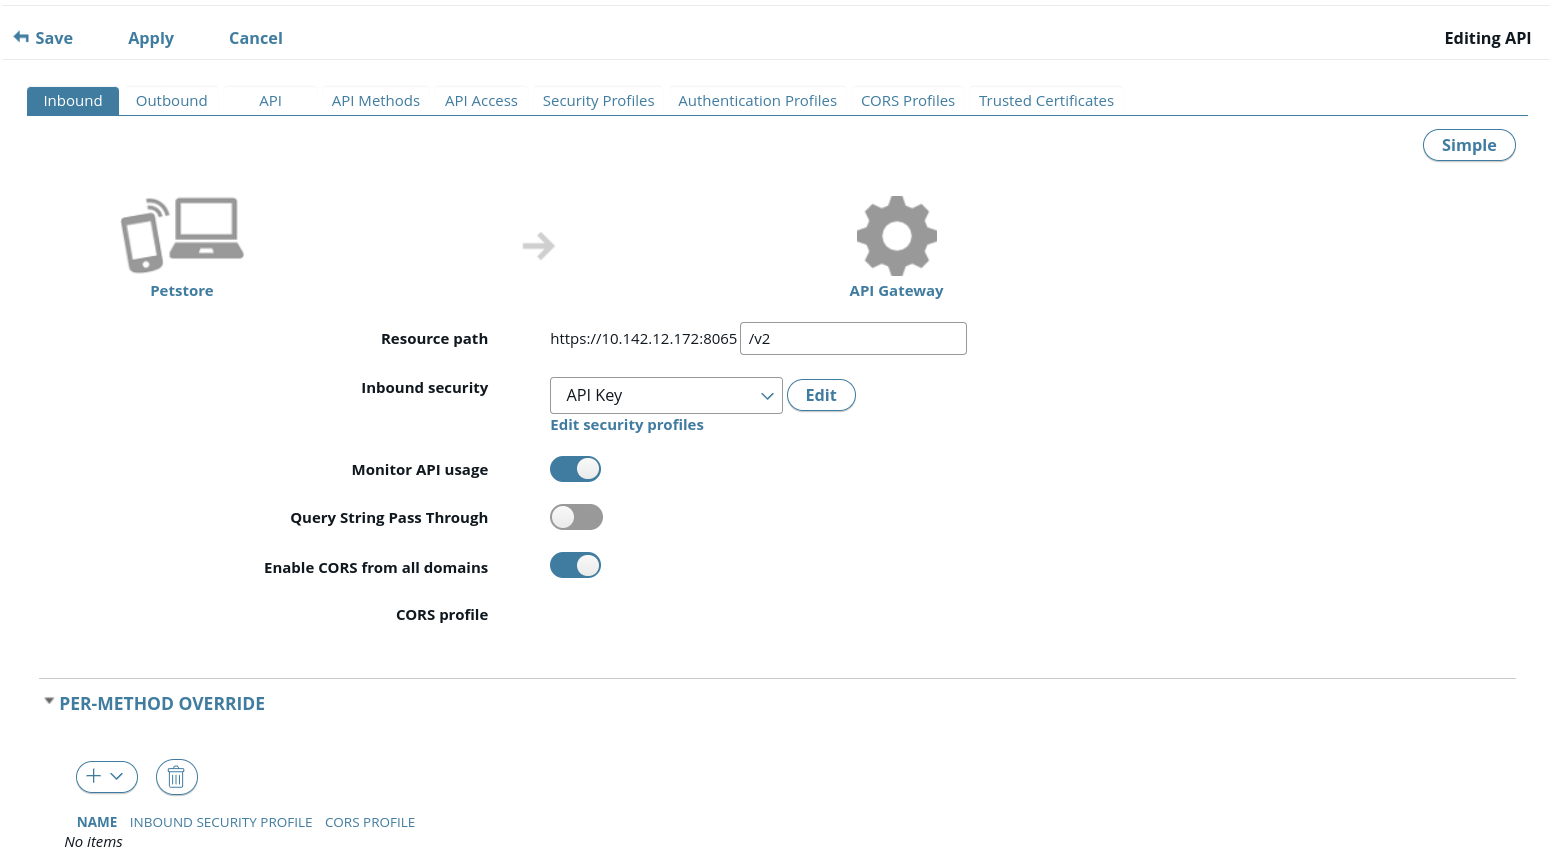 Save Apply Cancel Editing API
Inbound Outbound API API Methods API Access Security Profiles Authentication Profiles CORS Profiles Trusted Certificates
Simple
Petstore API Gateway
Resource path https://10.142.12.172:8065 /v2
Inbound security API Key Edit
Edit security profiles
Monitor API usage
Query String Pass Through
Enable CORS from all domains
CORS profile
PER-METHOD OVERRIDE
NAME INBOUND SECURITY PROFILE CORS PROFILE
No items